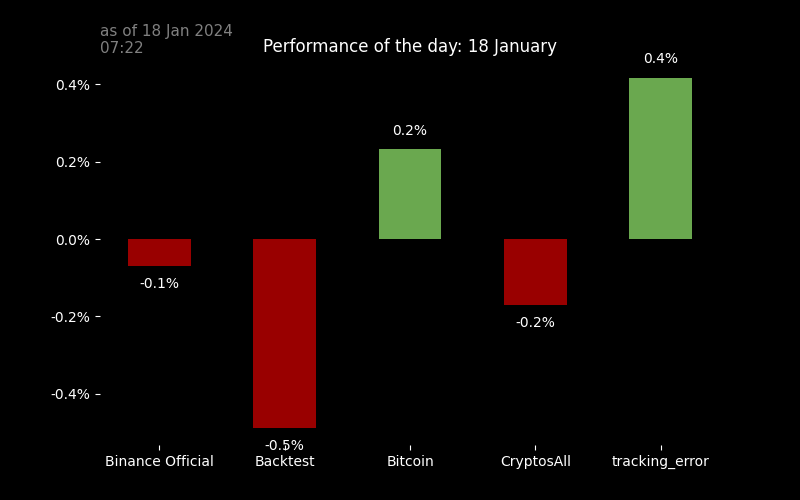 as of 18 Jan 2024
07:22
Performance of the day: 18 January
0.4%
0.4%
0.2%
0.2%
0.0%
-0.1%
-0.2%
-0.2%
-0.4%
-0.5%
Binance Official
Backtest
Bitcoin
CryptosAll
tracking_error